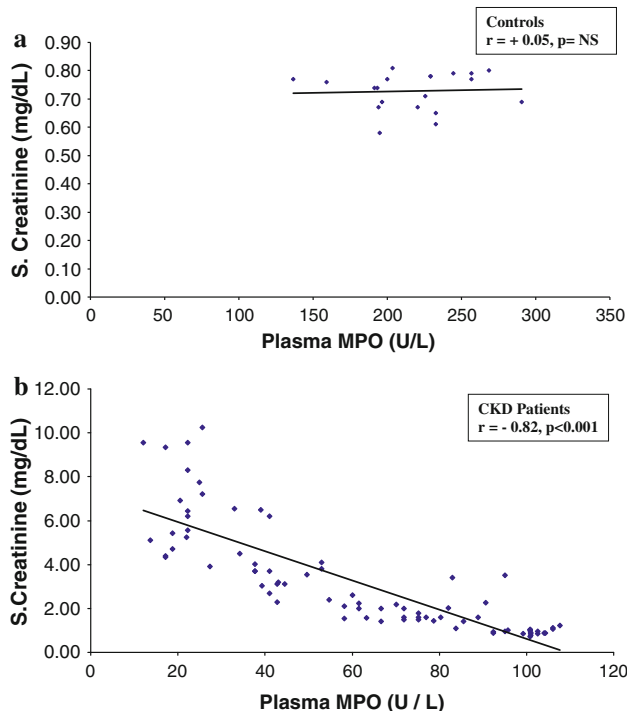 a
Controls
r = + 0.05, p= NS
S. Creatinine (mg/dL)
0.90
0.80
0.70
0.60
0.50
0.40
0.30
0.20
0.10
0.00
0 50 100 150 200 250 300 350
Plasma MPO (U/L)
b
CKD Patients
r = - 0.82, p<0.001
S.Creatinine (mg/dL)
12.00
10.00
8.00
6.00
4.00
2.00
0.00
0 20 40 60 80 100 120
Plasma MPO (U / L)